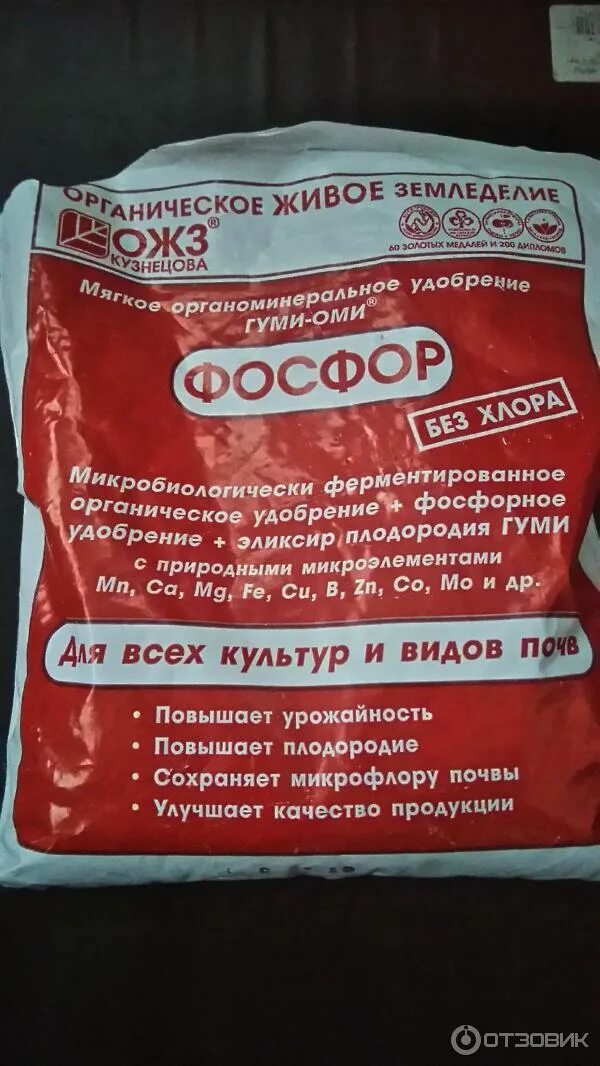 ОРГАНИЧЕСКОЕ ЖИВОЕ ЗЕМЛЕДЕЛИЕ
ОЖЗ®
КУЗНЕЦОВА
60 ЗОЛОТЫХ МЕДАЛЕЙ И 200 ДИПЛОМОВ
Мягкое органоминеральное удобрение
ГУМИ-ОМИ®
ФОСФОР
БЕЗ ХЛОРА
Микробиологически ферментированное
органическое удобрение + фосфорное
удобрение + эликсир плодородия ГУМИ
с природными микроэлементами
Mn, Ca, Mg, Fe, Cu, B, Zn, Co, Mo и др.
Для всех культур и видов почв
• Повышает урожайность
• Повышает плодородие
• Сохраняет микрофлору почвы
• Улучшает качество продукции
ОТЗОВИК